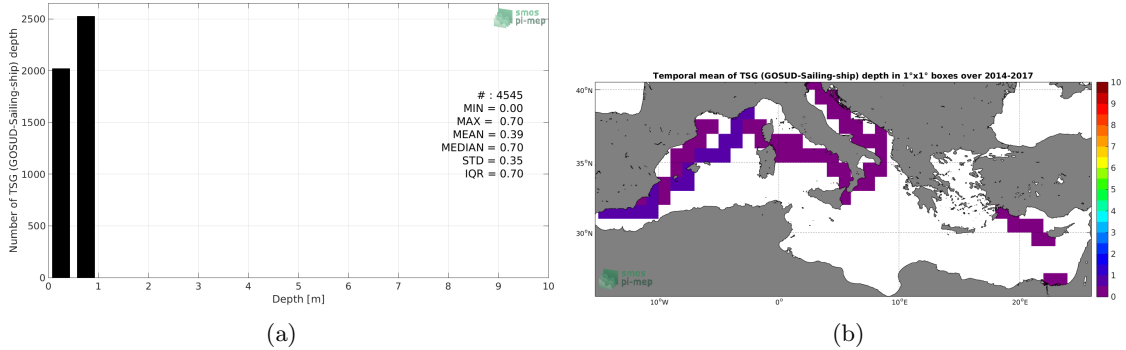 2500
2000
1500
1000
500
0
0 1 2 3 4 5 6 7 8 9 10
Number of TSG (GOSUD-Sailing-ship) depth
Depth [m]
smos
pi-mep
# : 4545
MIN = 0.00
MAX = 0.70
MEAN = 0.39
MEDIAN = 0.70
STD = 0.35
IQR = 0.70
(a)
Temporal mean of TSG (GOSUD-Sailing-ship) depth in 1°x1° boxes over 2014-2017
40°N
35°N
30°N
10°W 0° 10°E 20°E
smos
pi-mep
10
9
8
7
6
5
4
3
2
1
0
(b)